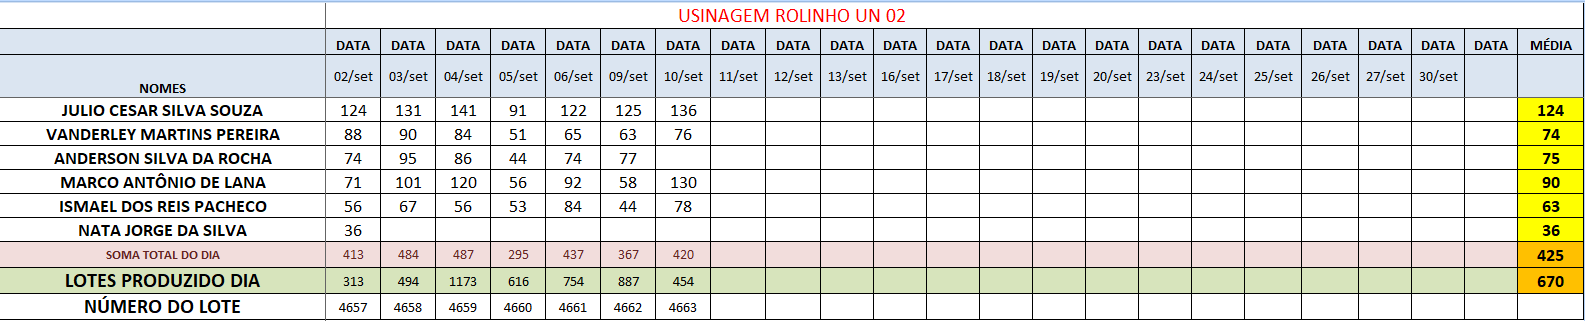 USINAGEM ROLINHO UN 02
DATA DATA DATA DATA DATA DATA DATA DATA DATA DATA DATA DATA DATA DATA DATA DATA DATA DATA DATA DATA DATA DATA MÉDIA
NOMES 02/set 03/set 04/set 05/set 06/set 09/set 10/set 11/set 12/set 13/set 16/set 17/set 18/set 19/set 20/set 23/set 24/set 25/set 26/set 27/set 30/set
JULIO CESAR SILVA SOUZA 124 131 141 91 122 125 136 124
VANDERLEY MARTINS PEREIRA 88 90 84 51 65 63 76 74
ANDERSON SILVA DA ROCHA 74 95 86 44 74 77 75
MARCO ANTÔNIO DE LANA 71 101 120 56 92 58 130 90
ISMAEL DOS REIS PACHECO 56 67 56 53 84 44 78 63
NATA JORGE DA SILVA 36 36
SOMA TOTAL DO DIA 413 484 487 295 437 367 420 425
LOTES PRODUZIDO DIA 313 494 1173 616 754 887 454 670
NÚMERO DO LOTE 4657 4658 4659 4660 4661 4662 4663